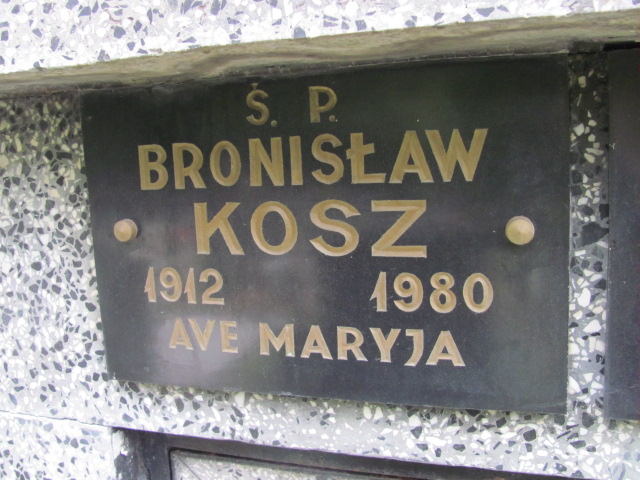 Ś. P.
BRONISŁAW
KOSZ
1912 1980
AVE MARYJA